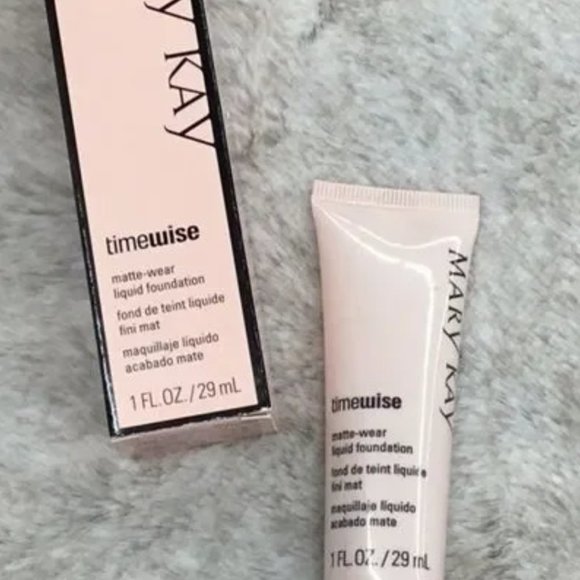 Y KAY
timewise
matte-wear
liquid foundation
fond de teint liquide
fini mat
maquillaje líquido
acabado mate
1 FL.OZ./29 mL
MARY KAY
timewise
matte-wear
liquid foundation
fond de teint liquide
fini mat
maquillaje líquido
acabado mate
1 FL.OZ./29 mL